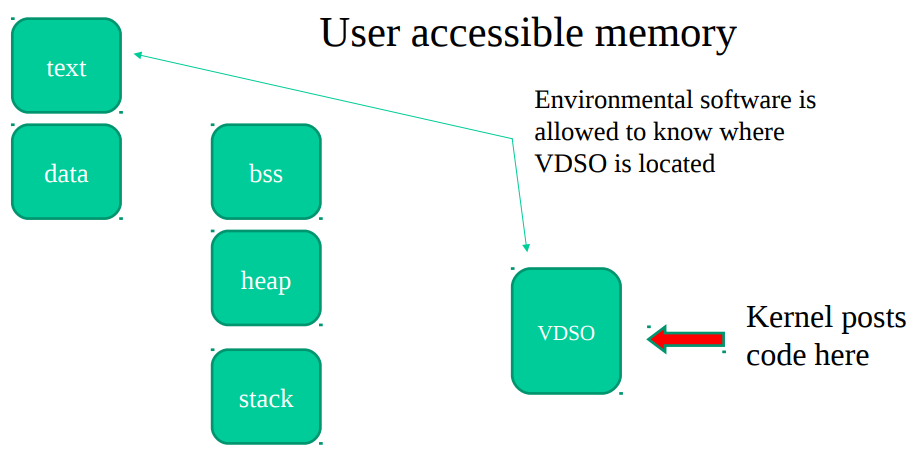 User accessible memory
text
Environmental software is
allowed to know where
VDSO is located
data
bss
heap
VDSO
Kernel posts
code here
stack